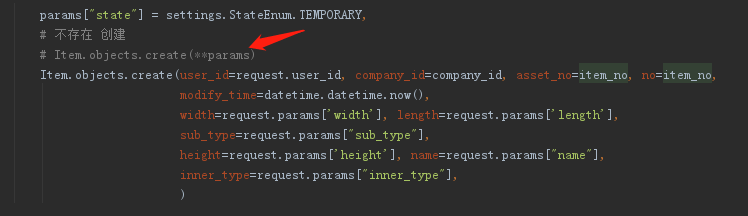 params["state"] = settings.StateEnum.TEMPORARY,
# 不存在 创建
# Item.objects.create(**params)
Item.objects.create(user_id=request.user_id, company_id=company_id, asset_no=item_no, no=item_no,
modify_time=datetime.datetime.now(),
width=request.params['width'], length=request.params['length'],
sub_type=request.params["sub_type"],
height=request.params['height'], name=request.params["name"],
inner_type=request.params["inner_type"],
)